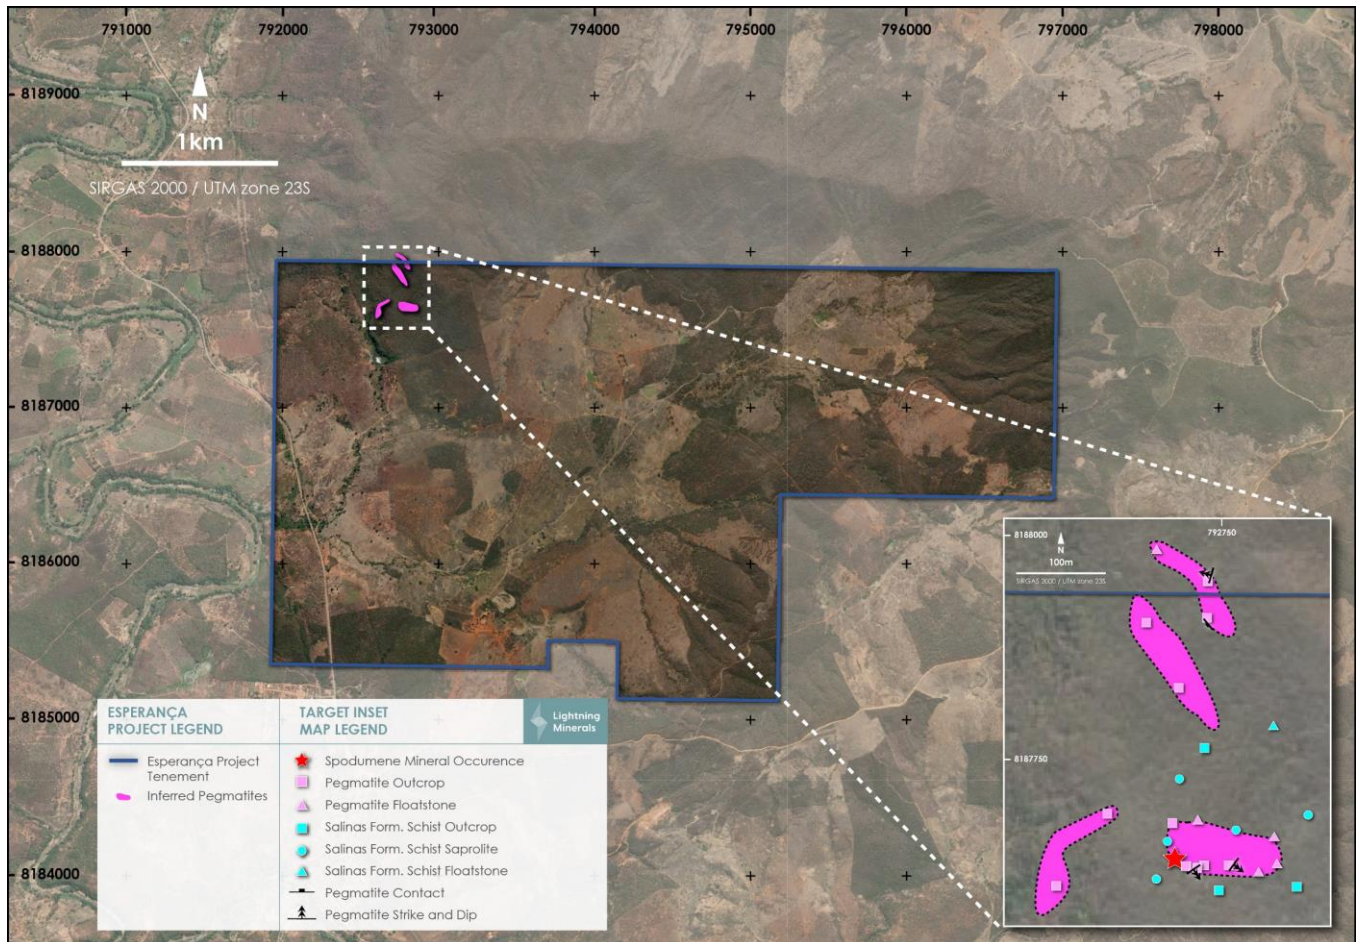 791000 792000 793000 794000 795000 796000 797000 798000
8189000
N
1km
SIRGAS 2000 / UTM zone 23S
8188000
8187000
8186000
8185000
8184000
ESPERANÇA
PROJECT LEGEND
Esperança Project
Tenement
Inferred Pegmatites
TARGET INSET
MAP LEGEND
Lightning
Minerals
Spodumene Mineral Occurence
Pegmatite Outcrop
Pegmatite Floatstone
Salinas Form. Schist Outcrop
Salinas Form. Schist Saprolite
Salinas Form. Schist Floatstone
Pegmatite Contact
Pegmatite Strike and Dip
792750
8188000
N
100m
SIRGAS 2000 / UTM zone 23S
8187750